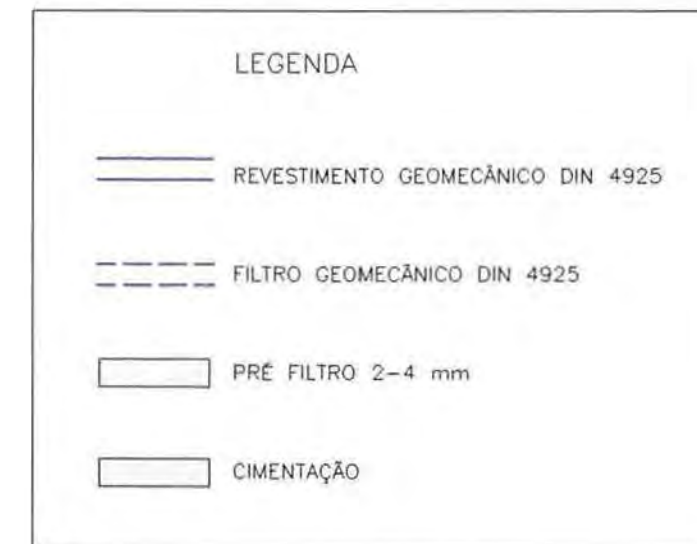 LEGENDA
REVESTIMENTO GEOMECÂNICO DIN 4925
FILTRO GEOMECÂNICO DIN 4925
PRÉ FILTRO 2-4 mm
CIMENTAÇÃO